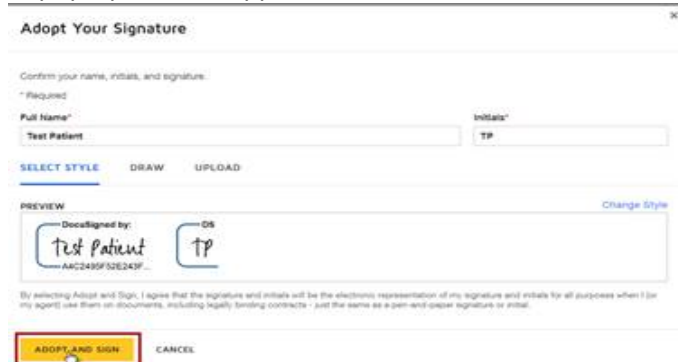 Adopt Your Signature
Confirm your name, initials, and signature.
* Required
Full Name*
Initials*
Test Patient
TP
SELECT STYLE DRAW UPLOAD
PREVIEW
Change Style
DocuSigned by:
DS
Test Patient
TP
A4C2495F52E243F...
By selecting Adopt and Sign, I agree that the signature and initials will be the electronic representation of my signature and initials for all purposes when I (or
my agent) use them on documents, including legally binding contracts - just the same as a pen-and-paper signature or initial.
ADOPT AND SIGN
CANCEL